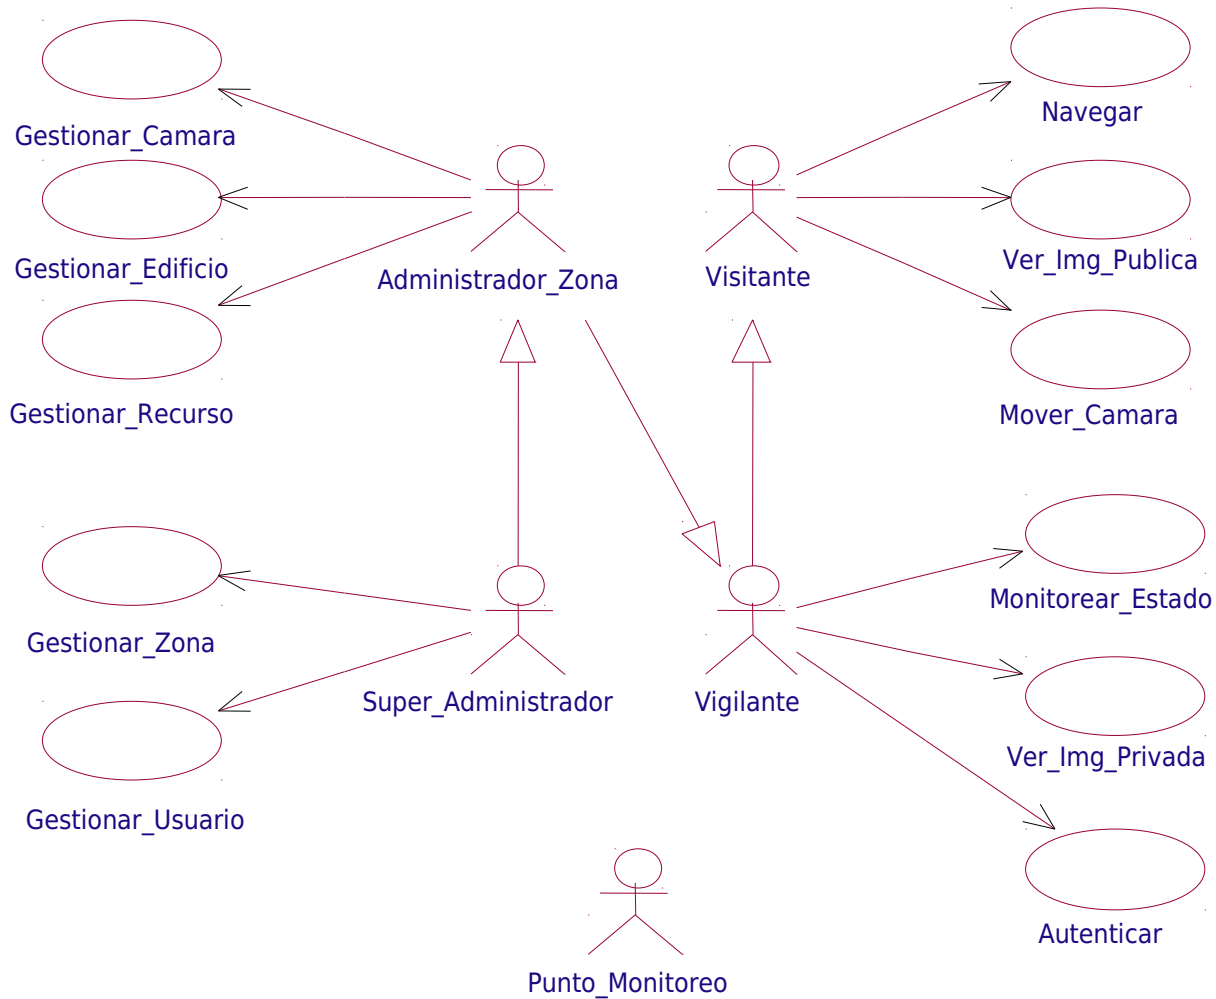 Navegar
Gestionar_Camara
Ver_Img_Publica
Gestionar_Edificio
Administrador_Zona
Visitante
Gestionar_Recurso
Mover_Camara
Monitorear_Estado
Gestionar_Zona
Super_Administrador
Vigilante
Ver_Img_Privada
Gestionar_Usuario
Autenticar
Punto_Monitoreo